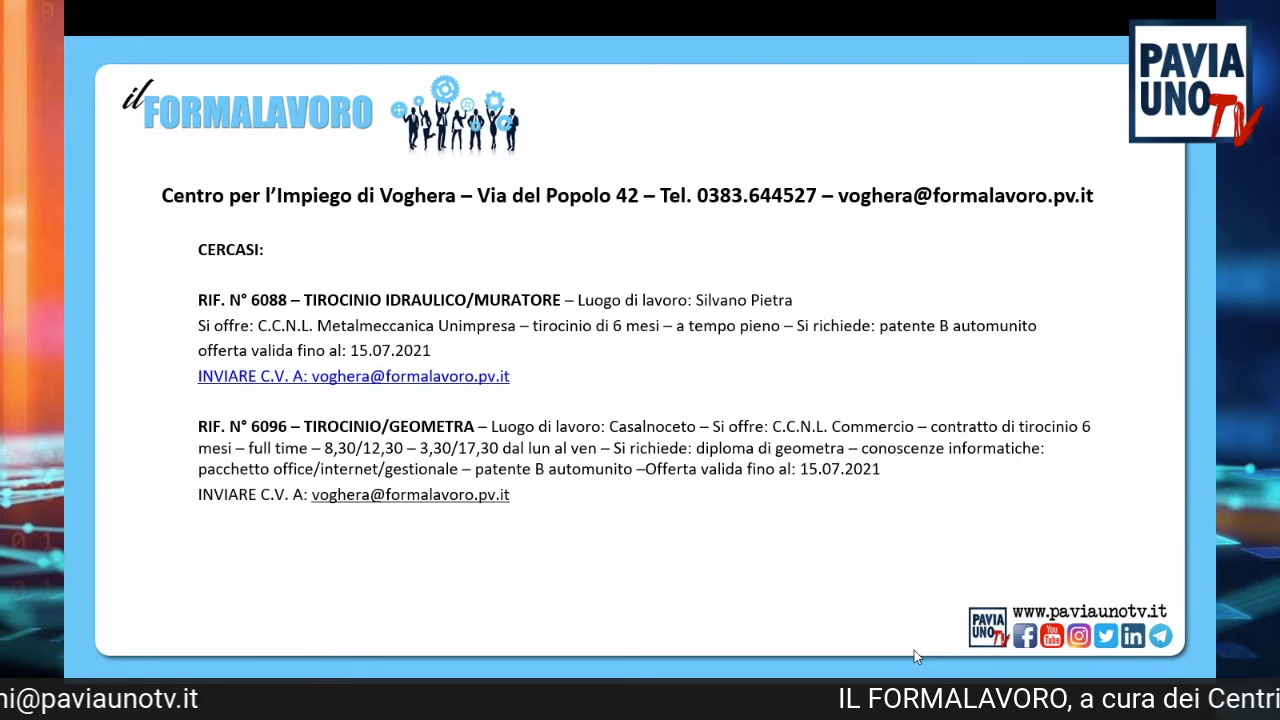 PAVIA
UNO TV
il FORMALAVORO
Centro per l'Impiego di Voghera – Via del Popolo 42 – Tel. 0383.644527 – voghera@formalavoro.pv.it
CERCASI:
RIF. N° 6088 – TIROCINIO IDRAULICO/MURATORE – Luogo di lavoro: Silvano Pietra
Si offre: C.C.N.L. Metalmeccanica Unimpresa – tirocinio di 6 mesi – a tempo pieno – Si richiede: patente B automunito
offerta valida fino al: 15.07.2021
INVIARE C.V. A: voghera@formalavoro.pv.it
RIF. N° 6096 – TIROCINIO/GEOMETRA – Luogo di lavoro: Casalnoceto – Si offre: C.C.N.L. Commercio – contratto di tirocinio 6
mesi – full time – 8,30/12,30 – 3,30/17,30 dal lun al ven – Si richiede: diploma di geometra – conoscenze informatiche:
pacchetto office/internet/gestionale – patente B automunito –Offerta valida fino al: 15.07.2021
INVIARE C.V. A: voghera@formalavoro.pv.it
www.paviaunotv.it
PAVIA
UNO TV
You Tube
ni@paviaunotv.it IL FORMALAVORO, a cura dei Centri